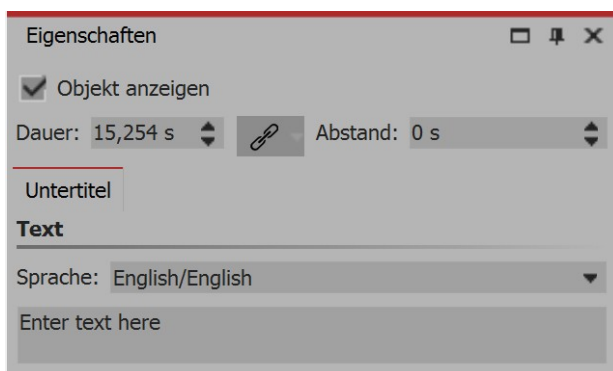 Eigenschaften
Objekt anzeigen
Dauer: 15,254 s Abstand: 0 s
Untertitel
Text
Sprache: English/English
Enter text here